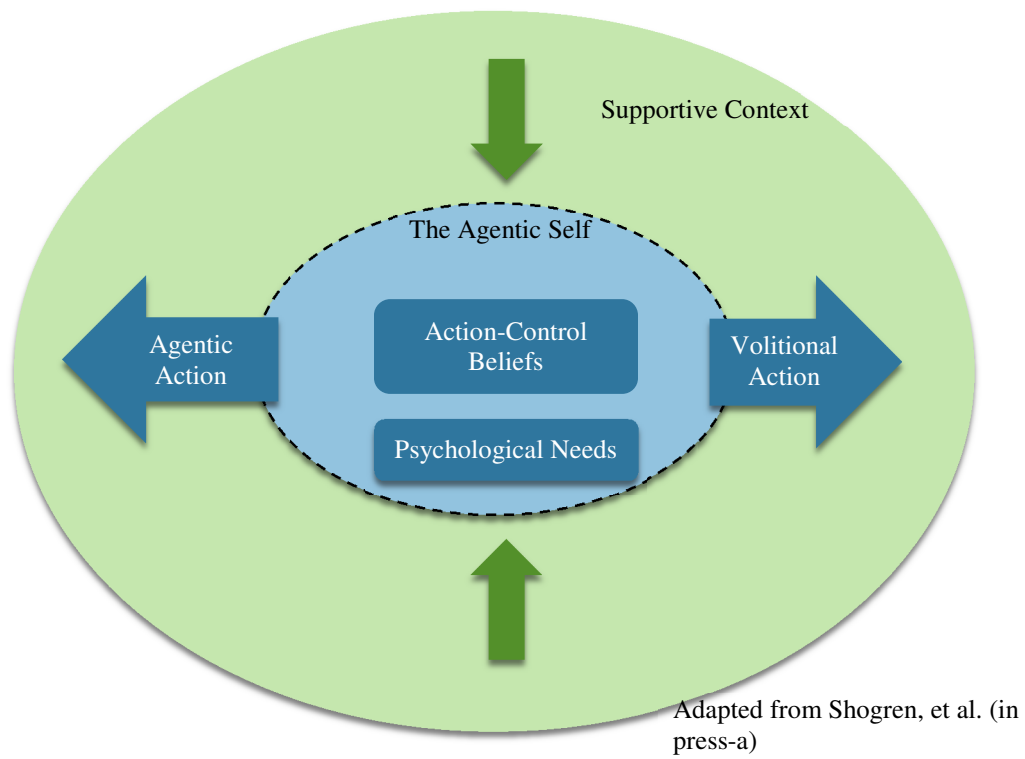 Supportive Context
The Agentic Self
Action-Control
Beliefs
Agentic
Action
Volitional
Action
Psychological Needs
Adapted from Shogren, et al. (in
press-a)